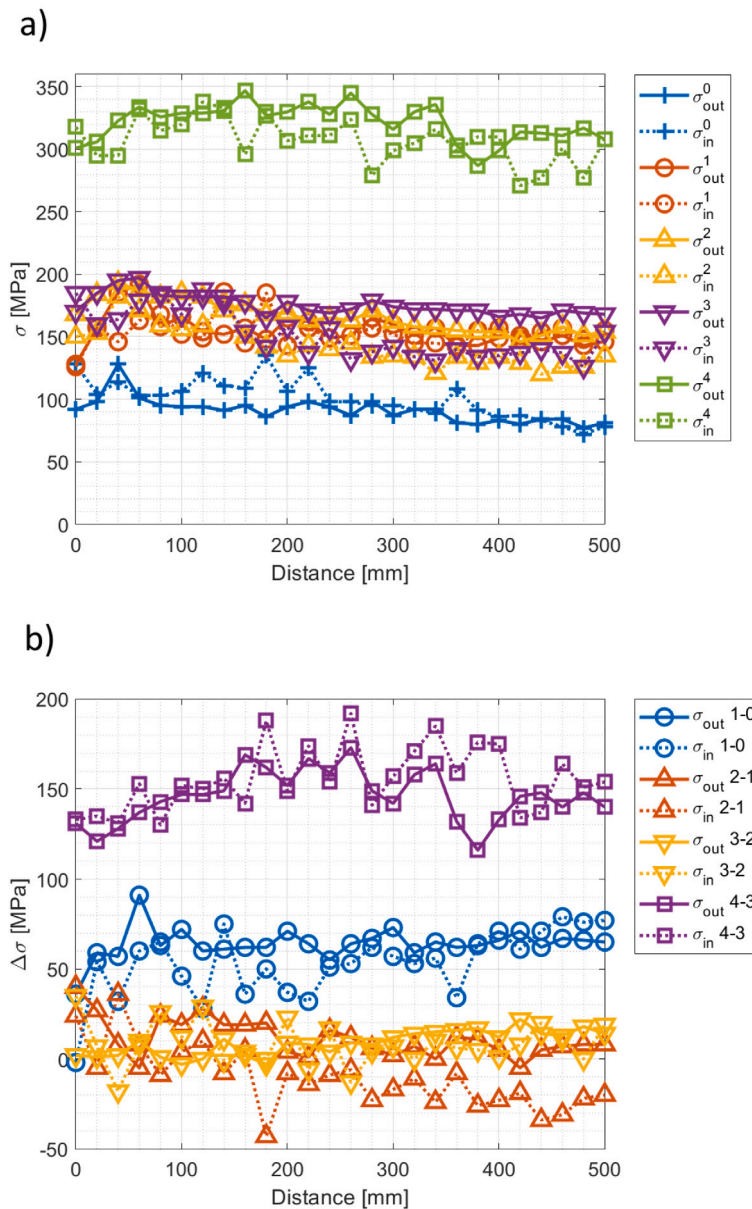 a)
350
300
250
200
150
100
50
0
σ [MPa]
0 100 200 300 400 500
Distance [mm]
σ⁰out
σ⁰in
σ¹out
σ¹in
σ²out
σ²in
σ³out
σ³in
σ⁴out
σ⁴in
b)
200
150
100
50
0
-50
Δσ [MPa]
0 100 200 300 400 500
Distance [mm]
σout 1-0
σin 1-0
σout 2-1
σin 2-1
σout 3-2
σin 3-2
σout 4-3
σin 4-3